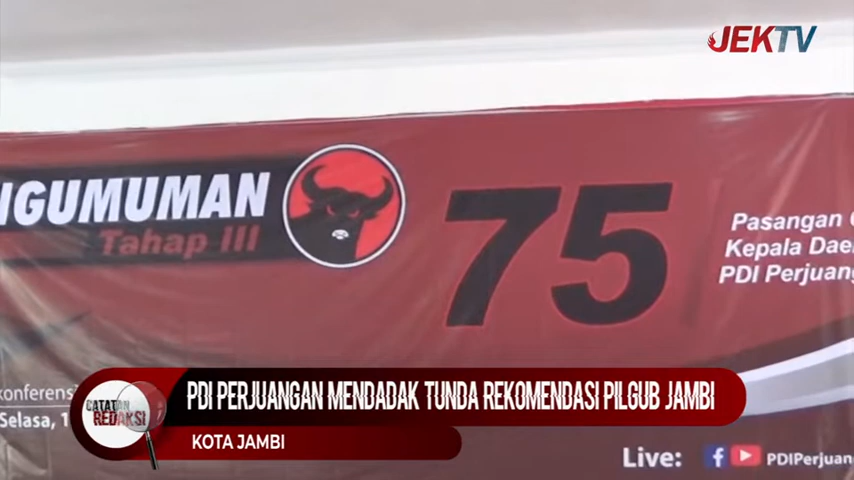 JEKTV
NGUMUMAN
Tahap III
75
Pasangan
Kepala Dae
PDI Perjuang
konferensi
Selasa, 1
CATATAN
REDAKSI
PDI PERJUANGAN MENDADAK TUNDA REKOMENDASI PILGUB JAMBI
KOTA JAMBI
Live:
PDIPerjuan